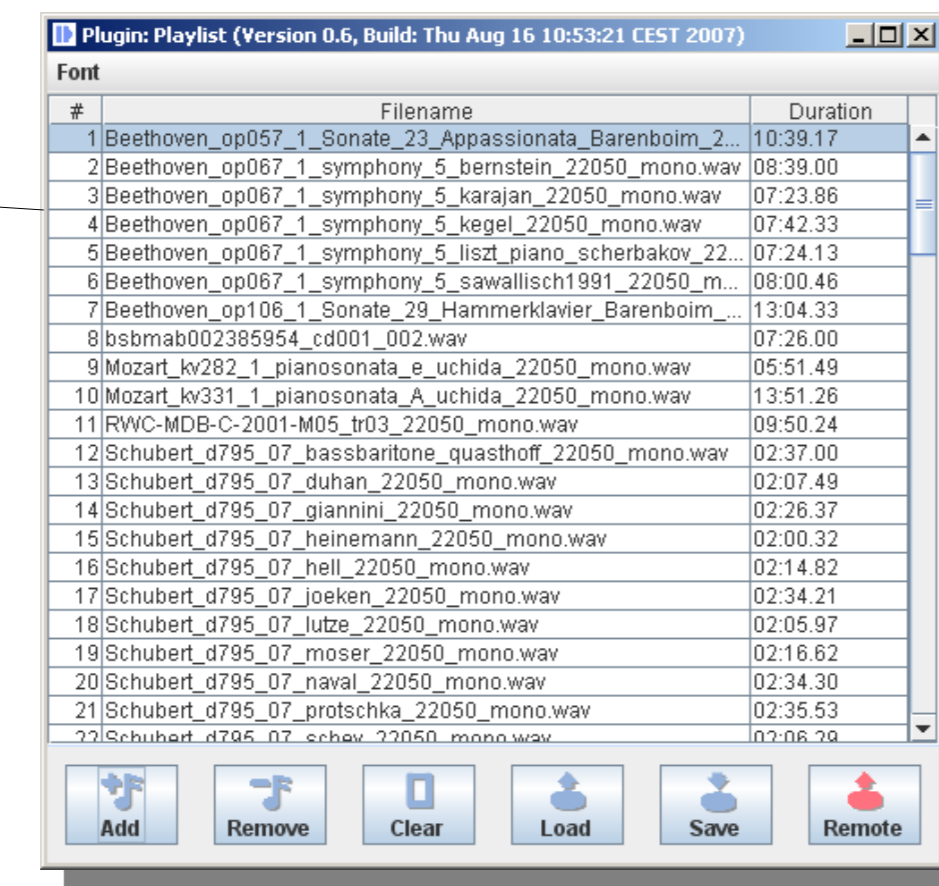 Plugin: Playlist (Version 0.6, Build: Thu Aug 16 10:53:21 CEST 2007)
Font
# Filename Duration
1 Beethoven_op057_1_Sonate_23_Appassionata_Barenboim_2... 10:39.17
2 Beethoven_op067_1_symphony_5_bernstein_22050_mono.wav 08:39.00
3 Beethoven_op067_1_symphony_5_karajan_22050_mono.wav 07:23.86
4 Beethoven_op067_1_symphony_5_kegel_22050_mono.wav 07:42.33
5 Beethoven_op067_1_symphony_5_liszt_piano_scherbakov_22... 07:24.13
6 Beethoven_op067_1_symphony_5_sawallisch1991_22050_m... 08:00.46
7 Beethoven_op106_1_Sonate_29_Hammerklavier_Barenboim_... 13:04.33
8 bsbmab002385954_cd001_002.wav 07:26.00
9 Mozart_kv282_1_pianosonata_e_uchida_22050_mono.wav 05:51.49
10 Mozart_kv331_1_pianosonata_A_uchida_22050_mono.wav 13:51.26
11 RWC-MDB-C-2001-M05_tr03_22050_mono.wav 09:50.24
12 Schubert_d795_07_bassbaritone_quasthoff_22050_mono.wav 02:37.00
13 Schubert_d795_07_duhan_22050_mono.wav 02:07.49
14 Schubert_d795_07_giannini_22050_mono.wav 02:26.37
15 Schubert_d795_07_heinemann_22050_mono.wav 02:00.32
16 Schubert_d795_07_hell_22050_mono.wav 02:14.82
17 Schubert_d795_07_joeken_22050_mono.wav 02:34.21
18 Schubert_d795_07_lutze_22050_mono.wav 02:05.97
19 Schubert_d795_07_moser_22050_mono.wav 02:16.62
20 Schubert_d795_07_naval_22050_mono.wav 02:34.30
21 Schubert_d795_07_protschka_22050_mono.wav 02:35.53
22 Schubert_d795_07_schey_22050_mono.wav 02:06.29
Add Remove Clear Load Save Remote